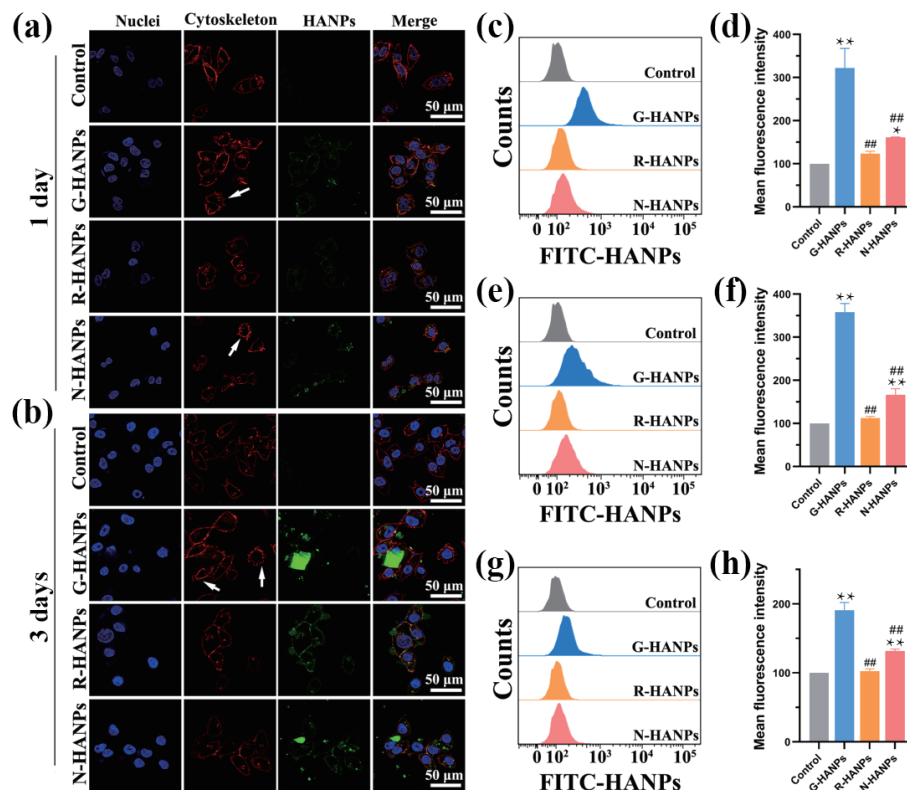 (a)
Nuclei Cytoskeleton HANPs Merge
1 day
Control
50 µm
G-HANPs
50 µm
R-HANPs
50 µm
N-HANPs
50 µm
(b)
3 days
Control
50 µm
G-HANPs
50 µm
R-HANPs
50 µm
N-HANPs
50 µm
(c)
Counts
Control
G-HANPs
R-HANPs
N-HANPs
0 10² 10³ 10⁴ 10⁵
FITC-HANPs
(d)
Mean fluorescence intensity
400
300
200
100
0
★★
##
##
★
Control G-HANPs R-HANPs N-HANPs
(e)
Counts
Control
G-HANPs
R-HANPs
N-HANPs
0 10² 10³ 10⁴ 10⁵
FITC-HANPs
(f)
Mean fluorescence intensity
400
300
200
100
0
★★
##
##
★★
Control G-HANPs R-HANPs N-HANPs
(g)
Counts
Control
G-HANPs
R-HANPs
N-HANPs
0 10² 10³ 10⁴ 10⁵
FITC-HANPs
(h)
Mean fluorescence intensity
200
100
0
★★
##
##
★★
Control G-HANPs R-HANPs N-HANPs